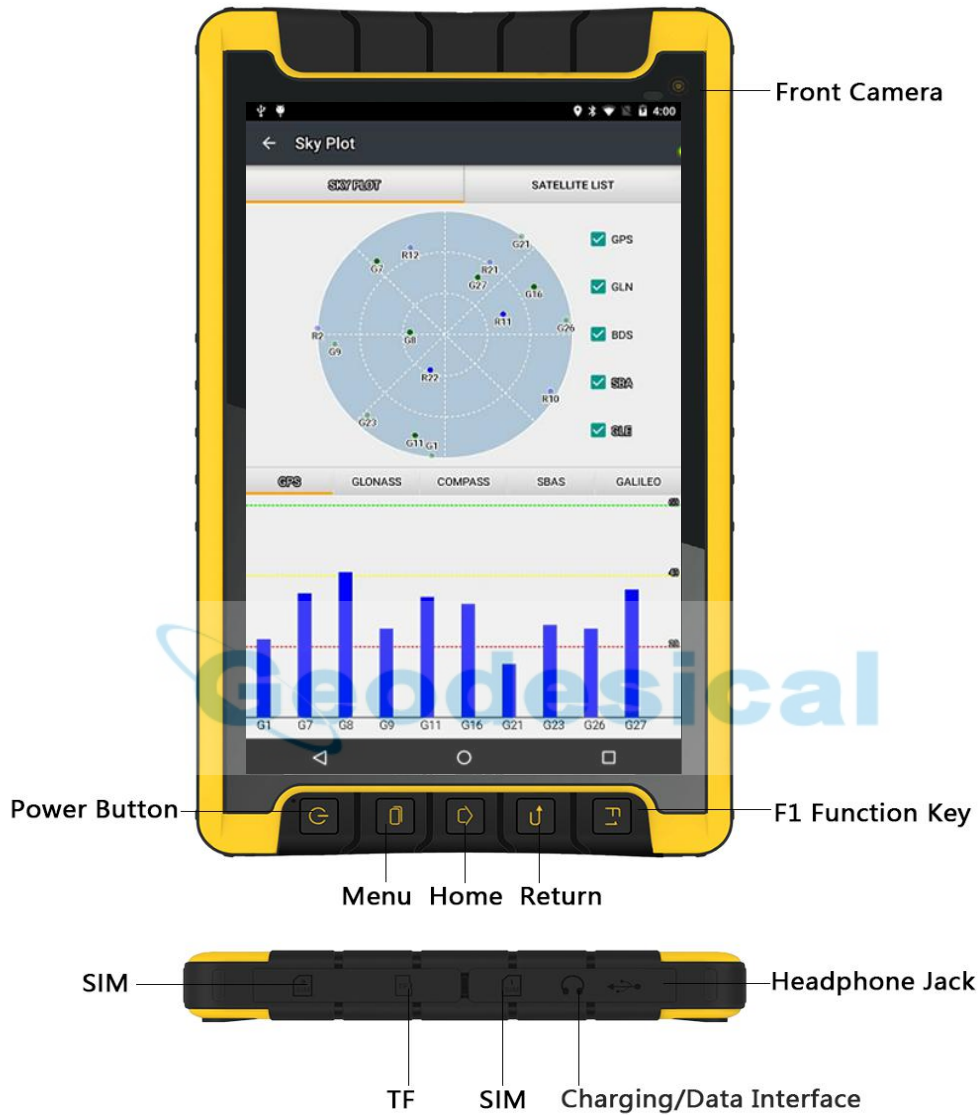 Front Camera
4:00
Sky Plot
SKY PLOT
SATELLITE LIST
G21
GPS
R12
G7
R21
G27
G16
GLN
R11
G26
R2
G8
BDS
G9
R22
SBA
R10
G23
GLE
G11
G1
GPS
GLONASS
COMPASS
SBAS
GALILEO
Geodesical
G1
G7
G8
G9
G11
G16
G21
G23
G26
G27
Power Button
F1
F1 Function Key
Menu
Home
Return
SIM
Headphone Jack
TF
SIM
Charging/Data Interface